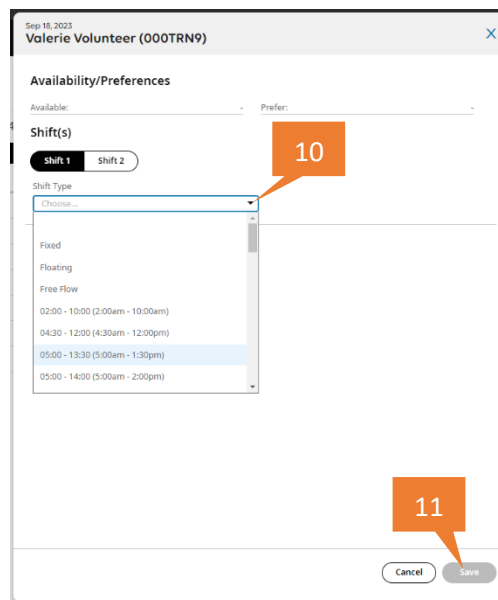 Sep 18, 2023
Valerie Volunteer (000TRN9)
X
Availability/Preferences
Available: - Prefer: -
Shift(s)
10
Shift 1 Shift 2
Shift Type
Choose...
Fixed
Floating
Free Flow
02:00 - 10:00 (2:00am - 10:00am)
04:30 - 12:00 (4:30am - 12:00pm)
05:00 - 13:30 (5:00am - 1:30pm)
05:00 - 14:00 (5:00am - 2:00pm)
11
Cancel Save